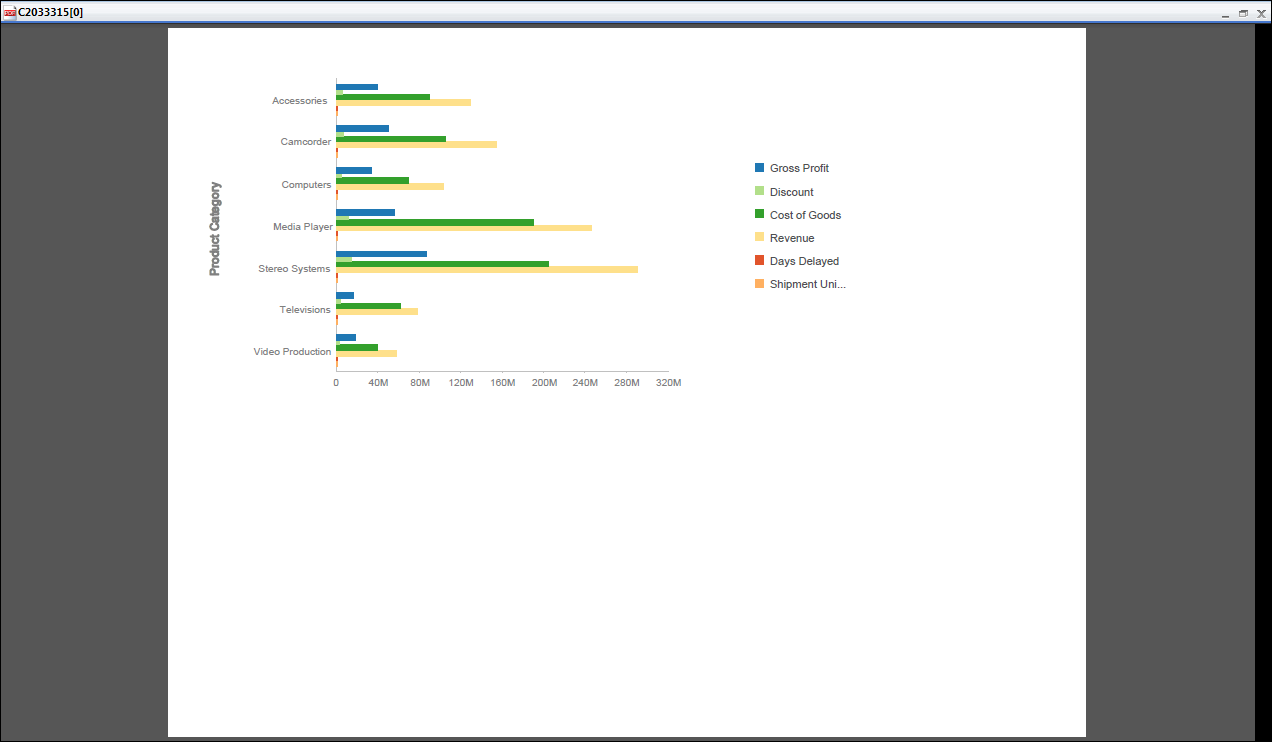 C2033315[0]
Product Category
Accessories
Camcorder
Computers
Media Player
Stereo Systems
Televisions
Video Production
0 40M 80M 120M 160M 200M 240M 280M 320M
Gross Profit
Discount
Cost of Goods
Revenue
Days Delayed
Shipment Uni...